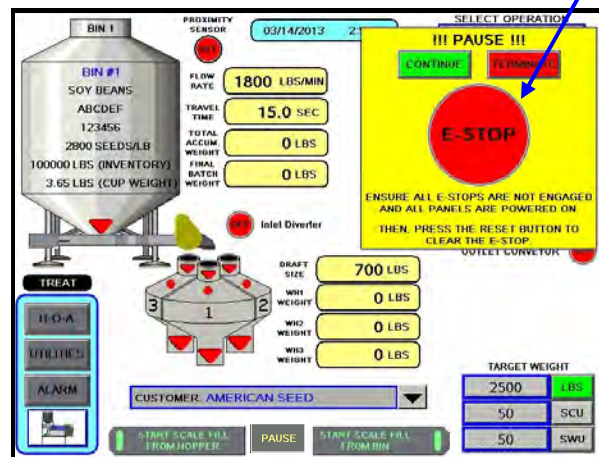 BIN 1
PROXIMITY
SENSOR
OFF
03/14/2013
SELECT OPERATION
!!! PAUSE !!!
CONTINUE
TERMINATE
E-STOP
ENSURE ALL E-STOPS ARE NOT ENGAGED
AND ALL PANELS ARE POWERED ON.
THEN, PRESS THE RESET BUTTON TO
CLEAR THE E-STOP.
OUTLET CONVEYOR
BIN #1
SOY BEANS
ABCDEF
123456
2800 SEEDS/LB
100000 LBS (INVENTORY)
3.65 LBS (CUP WEIGHT)
FLOW
RATE
1800 LBS/MIN
TRAVEL
TIME
15.0 SEC
TOTAL
ACCUM.
WEIGHT
0 LBS
FINAL
BATCH
WEIGHT
0 LBS
OFF
Inlet Diverter
3
1
2
DRAFT
SIZE
700 LBS
WH1
WEIGHT
0 LBS
WH2
WEIGHT
0 LBS
WH3
WEIGHT
0 LBS
TREAT
H-O-A
UTILITIES
ALARM
CUSTOMER: AMERICAN SEED
START SCALE FILL
FROM HOPPER
PAUSE
START SCALE FILL
FROM BIN
TARGET WEIGHT
2500 LBS
50 SCU
50 SWU